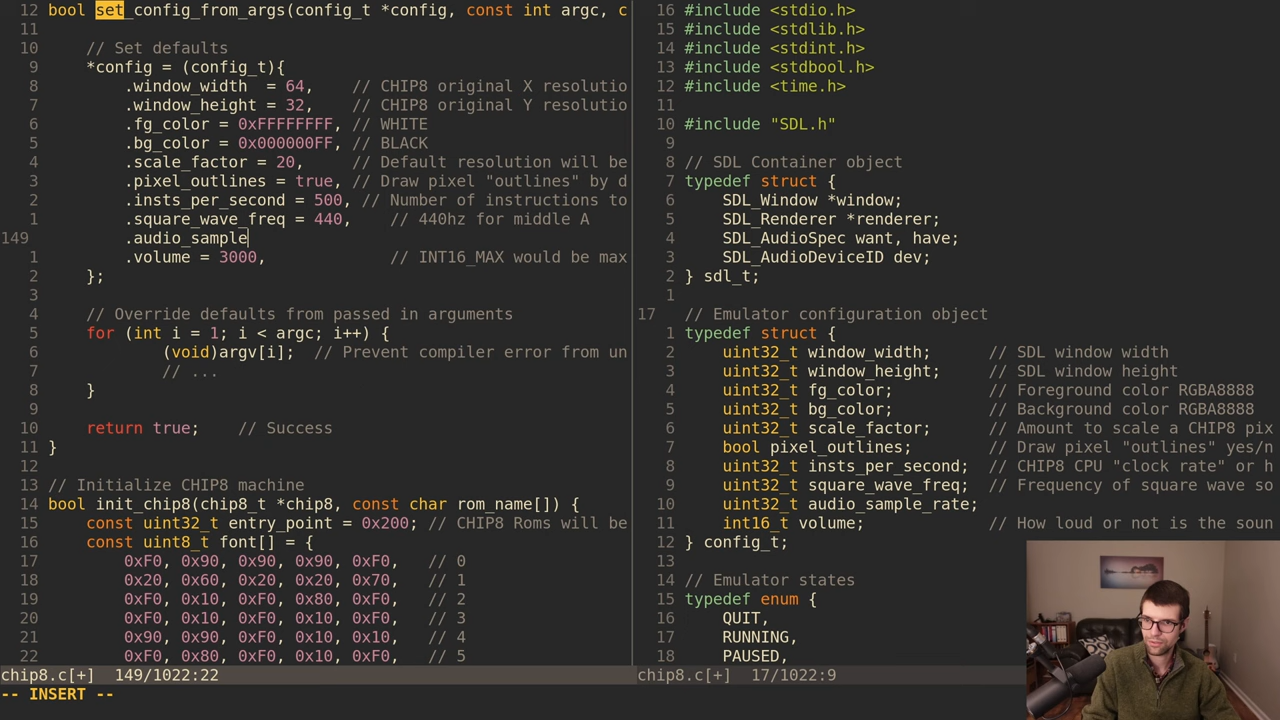 12 bool set_config_from_args(config_t *config, const int argc, c
11
10     // Set defaults
9     *config = (config_t){
8         .window_width  = 64,    // CHIP8 original X resolutio
7         .window_height = 32,    // CHIP8 original Y resolutio
6         .fg_color = 0xFFFFFFFF, // WHITE
5         .bg_color = 0x000000FF, // BLACK
4         .scale_factor = 20,     // Default resolution will be
3         .pixel_outlines = true, // Draw pixel "outlines" by d
2         .insts_per_second = 500, // Number of instructions to
1         .square_wave_freq = 440,    // 440hz for middle A
149         .audio_sample
1         .volume = 3000,             // INT16_MAX would be max
2     };
3
4     // Override defaults from passed in arguments
5     for (int i = 1; i < argc; i++) {
6             (void)argv[i];  // Prevent compiler error from un
7             // ...
8     }
9
10     return true;    // Success
11 }
12
13 // Initialize CHIP8 machine
14 bool init_chip8(chip8_t *chip8, const char rom_name[]) {
15     const uint32_t entry_point = 0x200; // CHIP8 Roms will be
16     const uint8_t font[] = {
17         0xF0, 0x90, 0x90, 0x90, 0xF0,   // 0
18         0x20, 0x60, 0x20, 0x20, 0x70,   // 1
19         0xF0, 0x10, 0xF0, 0x80, 0xF0,   // 2
20         0xF0, 0x10, 0xF0, 0x10, 0xF0,   // 3
21         0x90, 0x90, 0xF0, 0x10, 0x10,   // 4
22         0xF0, 0x80, 0xF0, 0x10, 0xF0,   // 5
chip8.c[+]  149/1022:22
-- INSERT --
16 #include <stdio.h>
15 #include <stdlib.h>
14 #include <stdint.h>
13 #include <stdbool.h>
12 #include <time.h>
11
10 #include "SDL.h"
9
8 // SDL Container object
7 typedef struct {
6     SDL_Window *window;
5     SDL_Renderer *renderer;
4     SDL_AudioSpec want, have;
3     SDL_AudioDeviceID dev;
2 } sdl_t;
1
17 // Emulator configuration object
1 typedef struct {
2     uint32_t window_width;      // SDL window width
3     uint32_t window_height;     // SDL window height
4     uint32_t fg_color;          // Foreground color RGBA8888
5     uint32_t bg_color;          // Background color RGBA8888
6     uint32_t scale_factor;      // Amount to scale a CHIP8 pix
7     bool pixel_outlines;        // Draw pixel "outlines" yes/n
8     uint32_t insts_per_second;  // CHIP8 CPU "clock rate" or h
9     uint32_t square_wave_freq;  // Frequency of square wave so
10     uint32_t audio_sample_rate;
11     int16_t volume;             // How loud or not is the soun
12 } config_t;
13
14 // Emulator states
15 typedef enum {
16     QUIT,
17     RUNNING,
18     PAUSED,
chip8.c[+]  17/1022:9